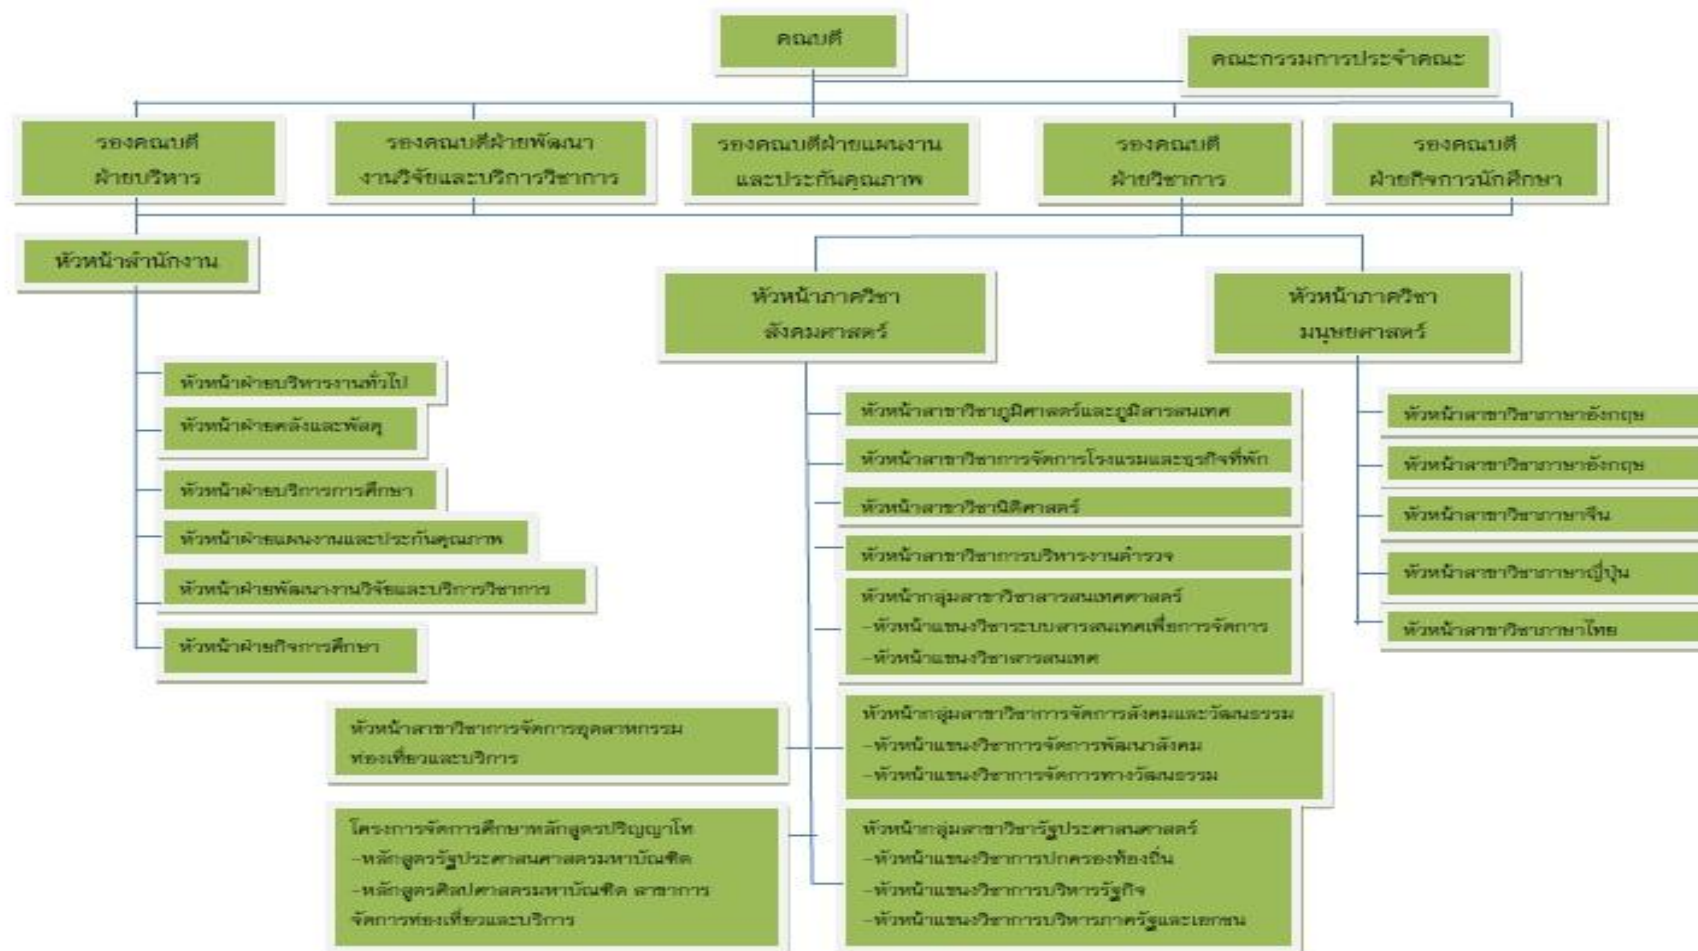 คณบดี
คณะกรรมการประจำคณะ
รองคณบดี
ฝ่ายบริหาร
รองคณบดีฝ่ายพัฒนา
งานวิจัยและบริการวิชาการ
รองคณบดีฝ่ายแผนงาน
และประกันคุณภาพ
รองคณบดี
ฝ่ายวิชาการ
รองคณบดี
ฝ่ายกิจการนักศึกษา
หัวหน้าสำนักงาน
หัวหน้าภาควิชา
สังคมศาสตร์
หัวหน้าภาควิชา
มนุษยศาสตร์
หัวหน้าฝ่ายบริหารงานทั่วไป
หัวหน้าฝ่ายคลังและพัสดุ
หัวหน้าฝ่ายบริการการศึกษา
หัวหน้าฝ่ายแผนงานและประกันคุณภาพ
หัวหน้าฝ่ายพัฒนางานวิจัยและบริการวิชาการ
หัวหน้าฝ่ายกิจการศึกษา
หัวหน้าสาขาวิชาภูมิศาสตร์และภูมิสารสนเทศ
หัวหน้าสาขาวิชาการจัดการโรงแรมและธุรกิจที่พัก
หัวหน้าสาขาวิชานิติศาสตร์
หัวหน้าสาขาวิชาการบริหารงานตำรวจ
หัวหน้ากลุ่มสาขาวิชาสารสนเทศศาสตร์
-หัวหน้าแขนงวิชาระบบสารสนเทศเพื่อการจัดการ
-หัวหน้าแขนงวิชาสารสนเทศ
หัวหน้ากลุ่มสาขาวิชาการจัดการสังคมและวัฒนธรรม
-หัวหน้าแขนงวิชาการจัดการพัฒนาสังคม
-หัวหน้าแขนงวิชาการจัดการทางวัฒนธรรม
หัวหน้ากลุ่มสาขาวิชารัฐประศาสนศาสตร์
-หัวหน้าแขนงวิชาการปกครองท้องถิ่น
-หัวหน้าแขนงวิชาการบริหารรัฐกิจ
-หัวหน้าแขนงวิชาการบริหารภาครัฐและเอกชน
หัวหน้าสาขาวิชาการจัดการอุตสาหกรรม
ท่องเที่ยวและบริการ
โครงการจัดการศึกษาหลักสูตรปริญญาโท
-หลักสูตรรัฐประศาสนศาสตรมหาบัณฑิต
-หลักสูตรศิลปศาสตรมหาบัณฑิต สาขาการ
จัดการท่องเที่ยวและบริการ
หัวหน้าสาขาวิชาภาษาอังกฤษ
หัวหน้าสาขาวิชาภาษาอังกฤษ
หัวหน้าสาขาวิชาภาษาจีน
หัวหน้าสาขาวิชาภาษาญี่ปุ่น
หัวหน้าสาขาวิชาภาษาไทย